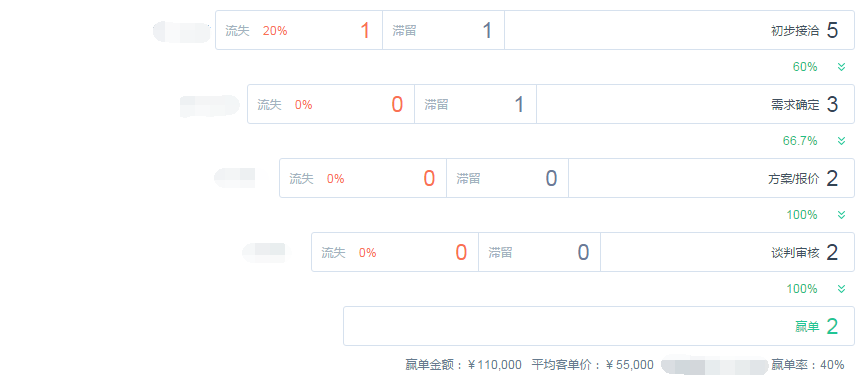 流失 20% 1 滞留 1 初步接洽 5
60%
流失 0% 0 滞留 1 需求确定 3
66.7%
流失 0% 0 滞留 0 方案/报价 2
100%
流失 0% 0 滞留 0 谈判审核 2
100%
赢单 2
赢单金额：￥110,000 平均客单价：￥55,000 赢单率：40%